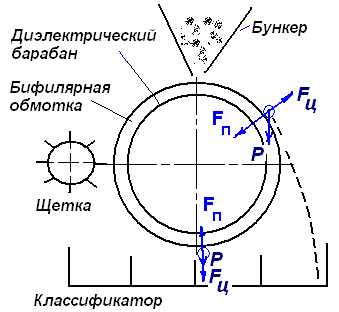 Бункер
Диэлектрический
барабан
Бифилярная
обмотка
Fц
Fп
P
Щетка
Fп
P
Fц
Классификатор